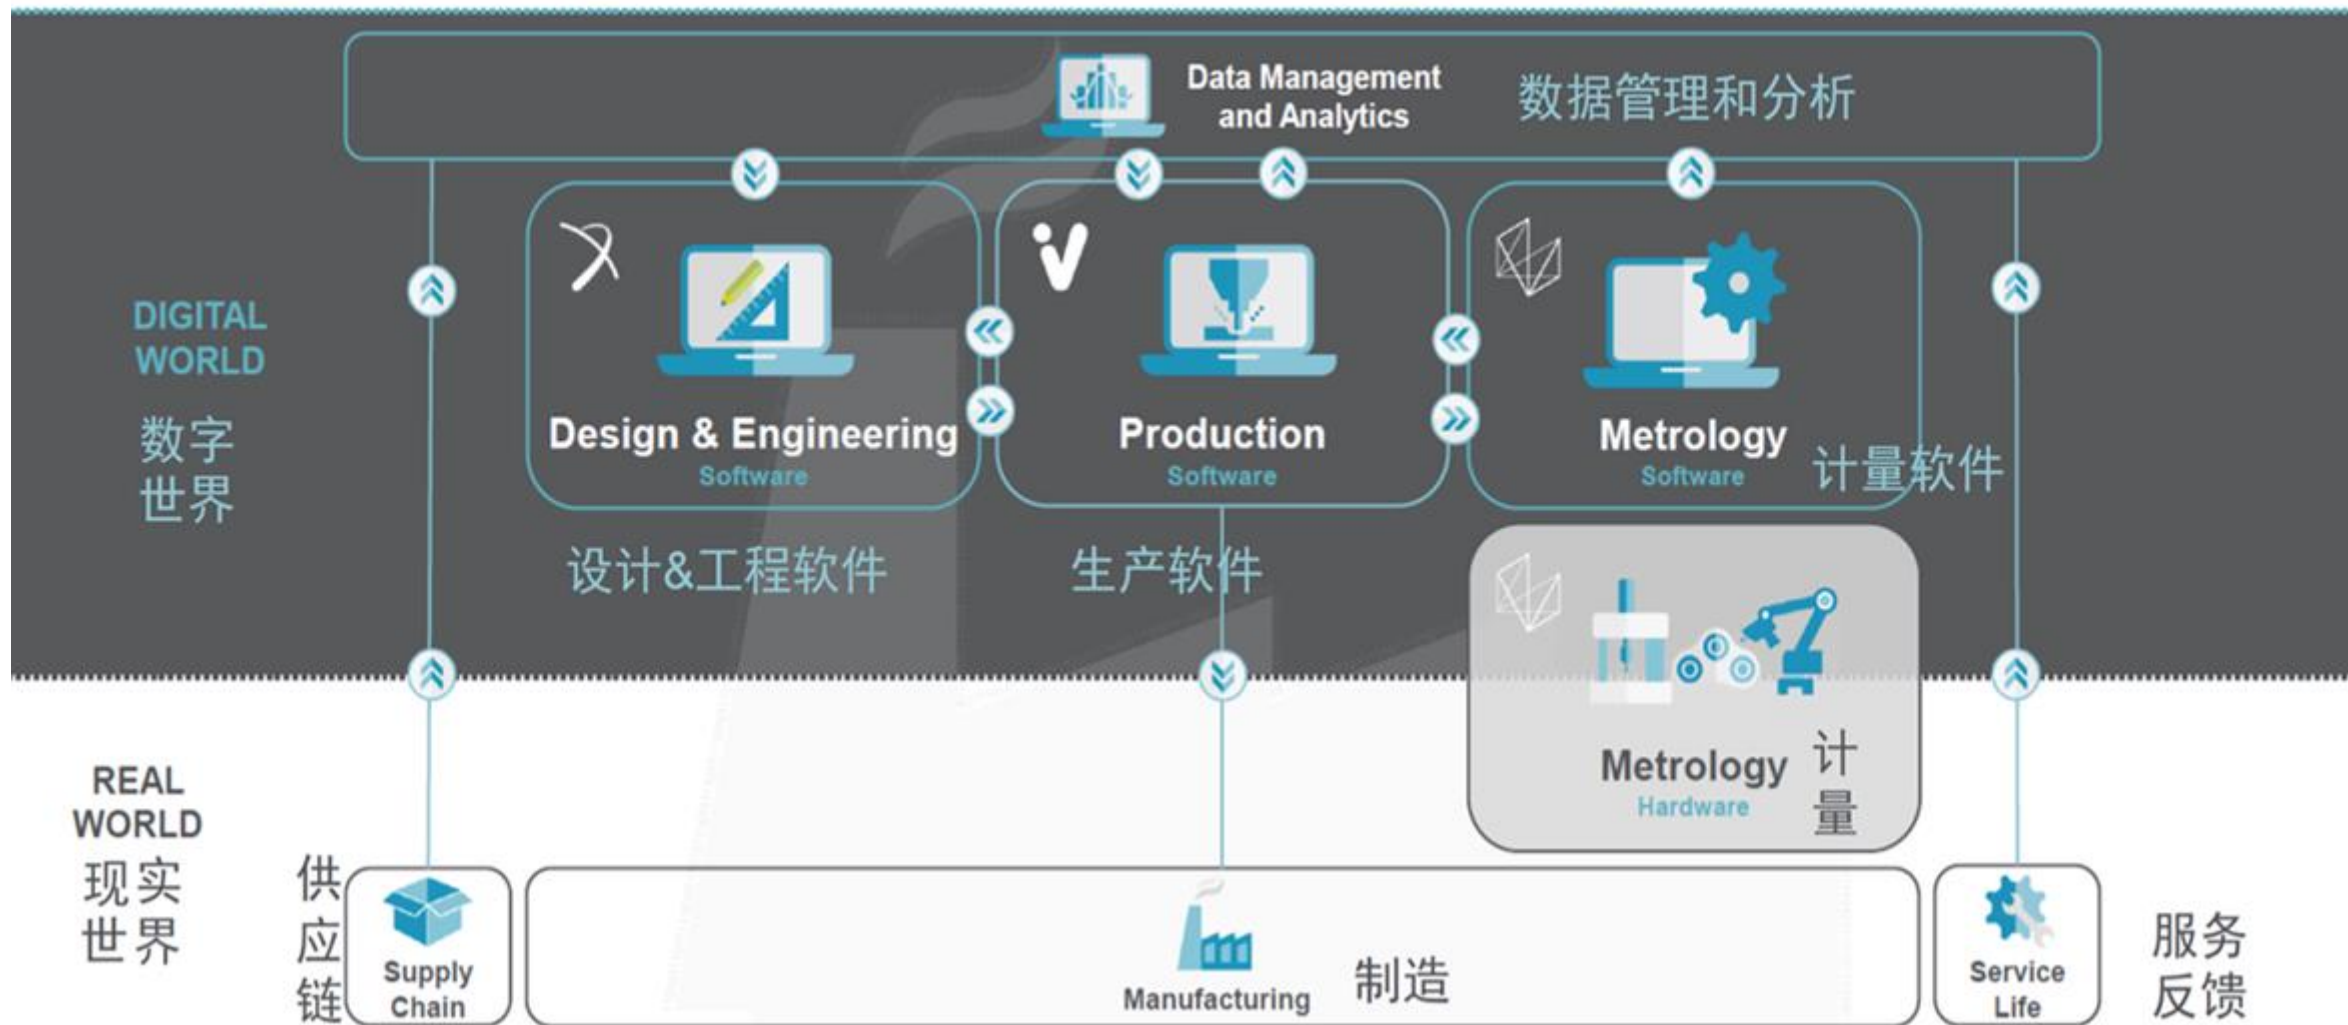 Data Management
and Analytics
数据管理和分析
DIGITAL
WORLD
数字
世界
Design & Engineering
Software
设计&工程软件
Production
Software
生产软件
Metrology
Software
计量软件
Metrology
Hardware
计
量
REAL
WORLD
现实
世界
供
应
链
Supply
Chain
Manufacturing
制造
Service
Life
服务
反馈